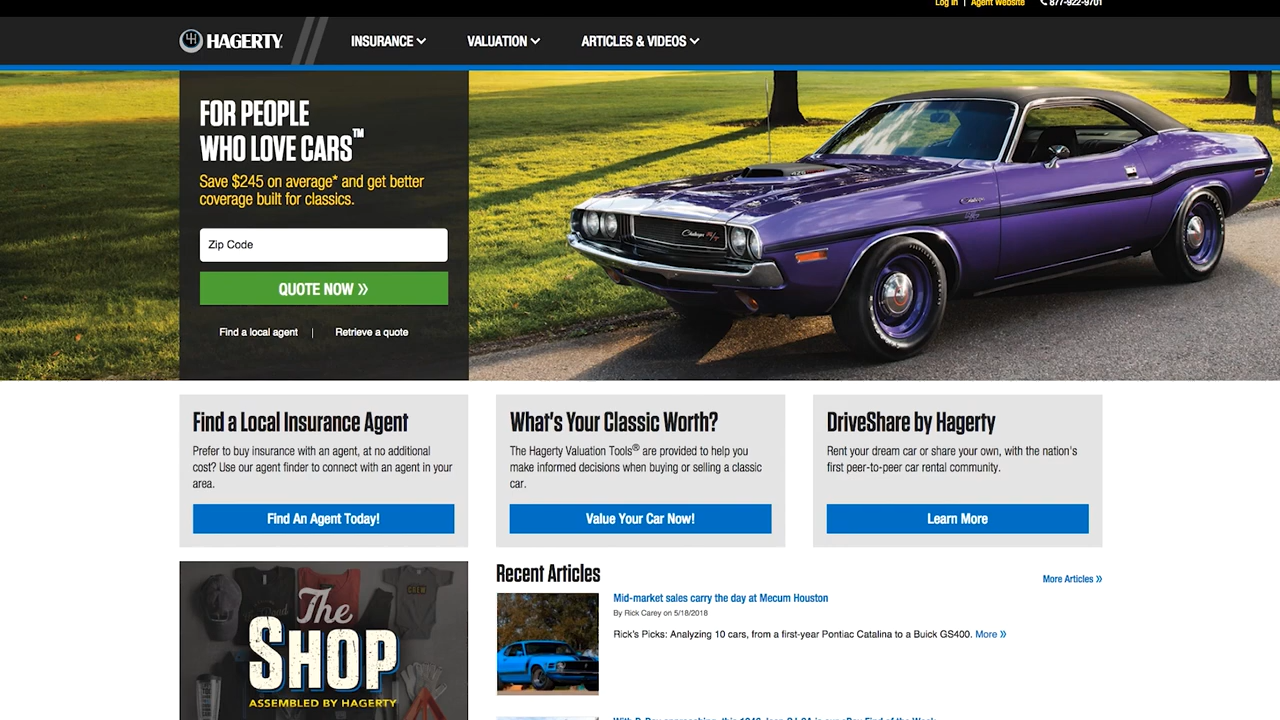 Log In | Agent Website 877-922-9701
HAGERTY INSURANCE VALUATION ARTICLES & VIDEOS
FOR PEOPLE
WHO LOVE CARS™
Save $245 on average* and get better
coverage built for classics.
Zip Code
QUOTE NOW »
Find a local agent | Retrieve a quote
426
Challenger R/T
Find a Local Insurance Agent
Prefer to buy insurance with an agent, at no additional
cost? Use our agent finder to connect with an agent in your
area.
Find An Agent Today!
What's Your Classic Worth?
The Hagerty Valuation Tools® are provided to help you
make informed decisions when buying or selling a classic
car.
Value Your Car Now!
DriveShare by Hagerty
Rent your dream car or share your own, with the nation's
first peer-to-peer car rental community.
Learn More
The
SHOP
ASSEMBLED BY HAGERTY
CREW
Recent Articles
More Articles »
Mid-market sales carry the day at Mecum Houston
By Rick Carey on 5/18/2018
Rick's Picks: Analyzing 10 cars, from a first-year Pontiac Catalina to a Buick GS400. More »